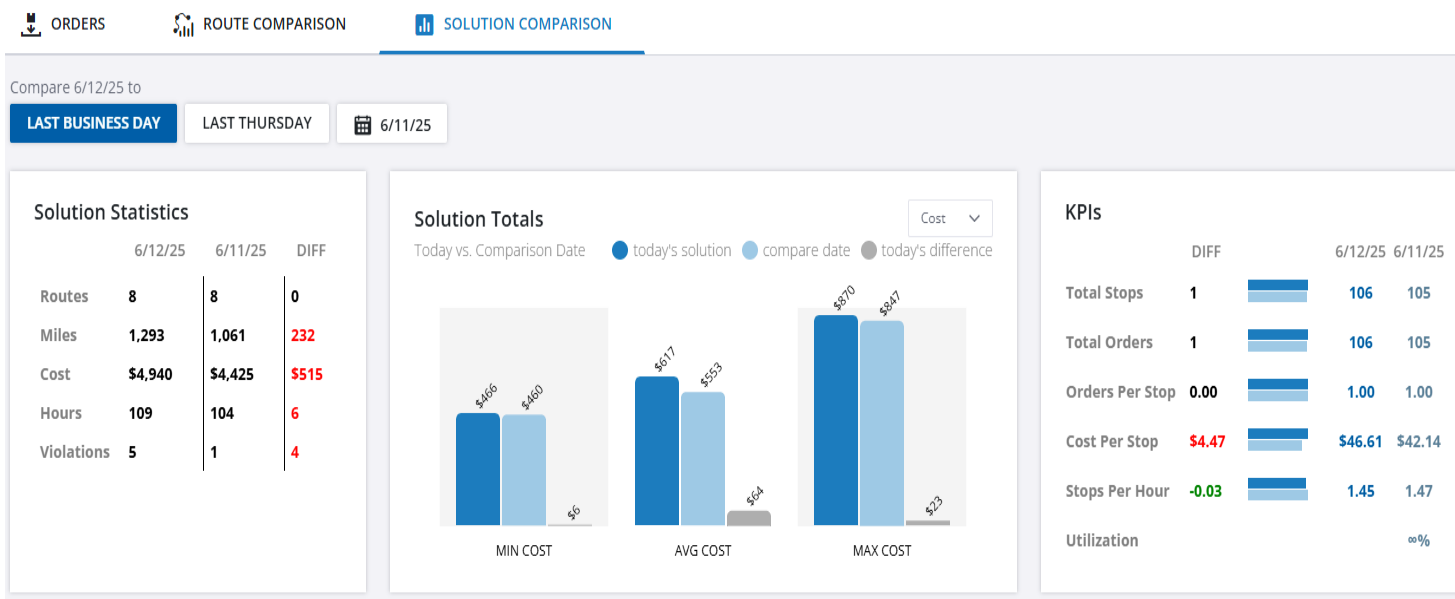 ORDERS ROUTE COMPARISON SOLUTION COMPARISON
Compare 6/12/25 to
LAST BUSINESS DAY LAST THURSDAY 6/11/25
Solution Statistics
6/12/25 6/11/25 DIFF
Routes 8 8 0
Miles 1,293 1,061 232
Cost $4,940 $4,425 $515
Hours 109 104 6
Violations 5 1 4
Solution Totals Cost
Today vs. Comparison Date today's solution compare date today's difference
$466 $460 $6 $617 $553 $64 $870 $847 $23
MIN COST AVG COST MAX COST
KPIs
DIFF 6/12/25 6/11/25
Total Stops 1 106 105
Total Orders 1 106 105
Orders Per Stop 0.00 1.00 1.00
Cost Per Stop $4.47 $46.61 $42.14
Stops Per Hour -0.03 1.45 1.47
Utilization ∞%